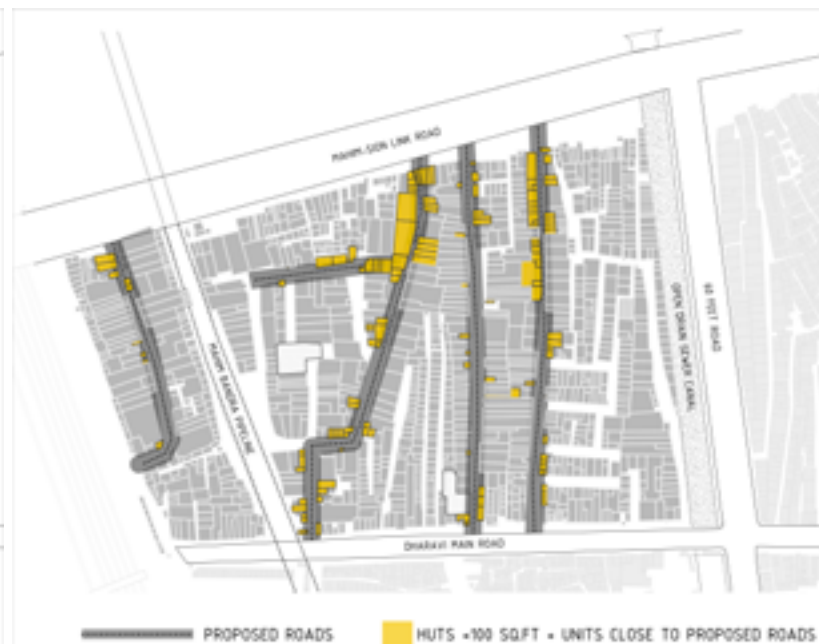 MAHIM-SION LINK ROAD
MAHIM BANDRA PIPELINE
OPEN DRAIN SEWER CANAL
60 FEET ROAD
DHARAVI MAIN ROAD
PROPOSED ROADS
HUTS <100 SQ.FT + UNITS CLOSE TO PROPOSED ROADS